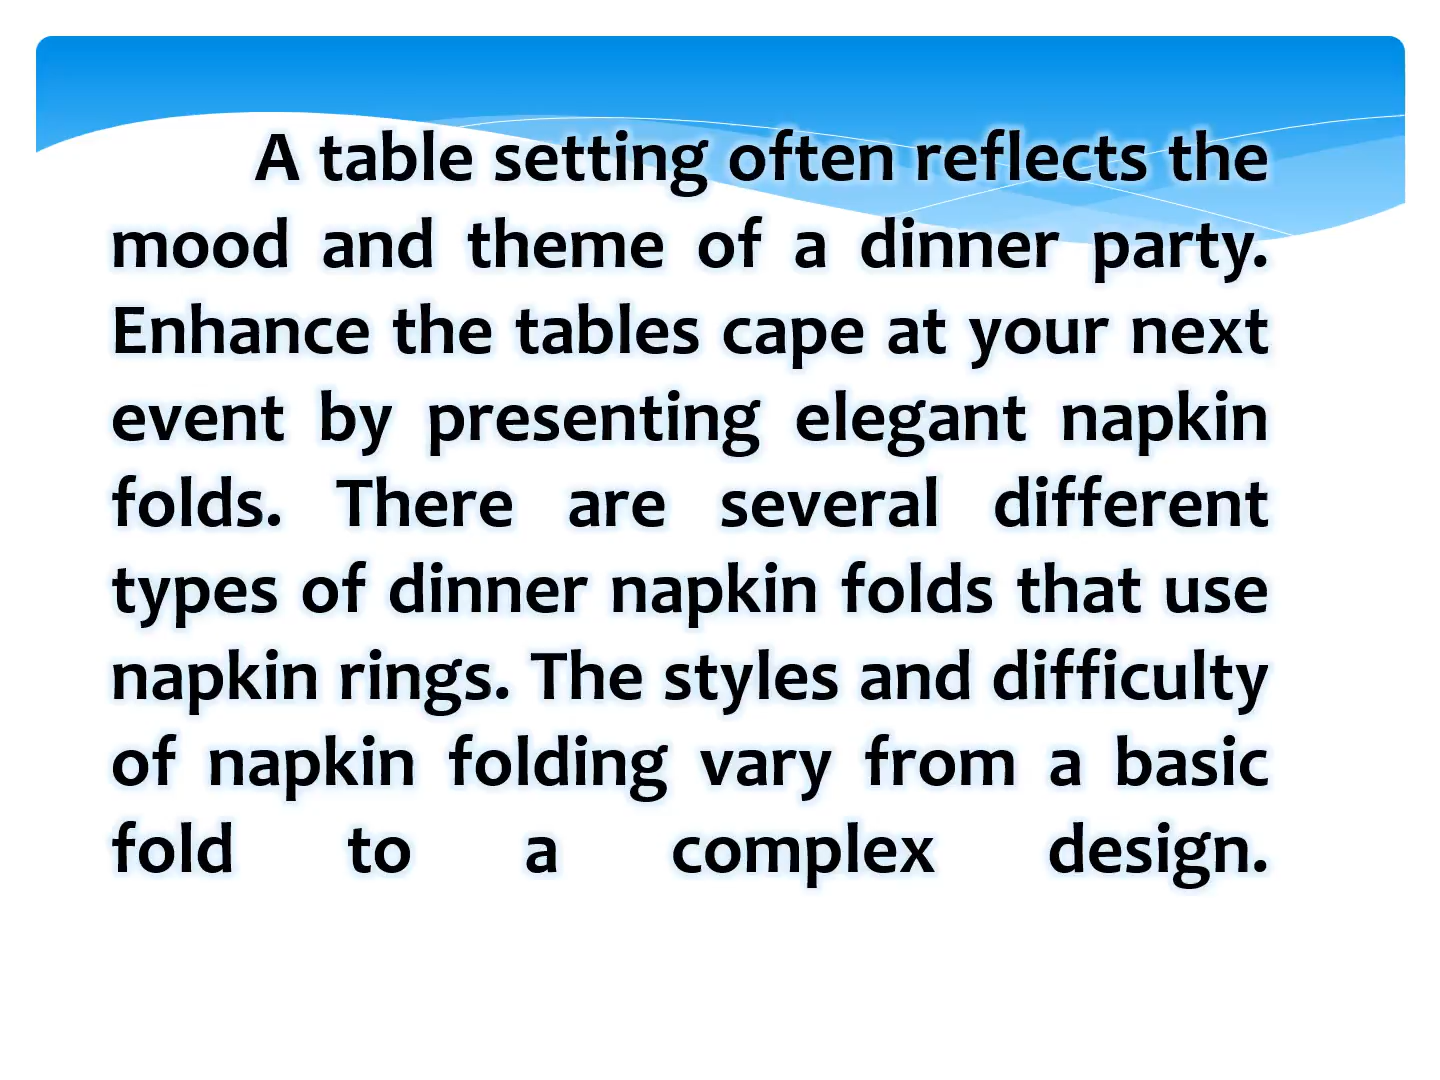 A table setting often reflects the
mood and theme of a dinner party.
Enhance the tables cape at your next
event by presenting elegant napkin
folds. There are several different
types of dinner napkin folds that use
napkin rings. The styles and difficulty
of napkin folding vary from a basic
fold to a complex design.